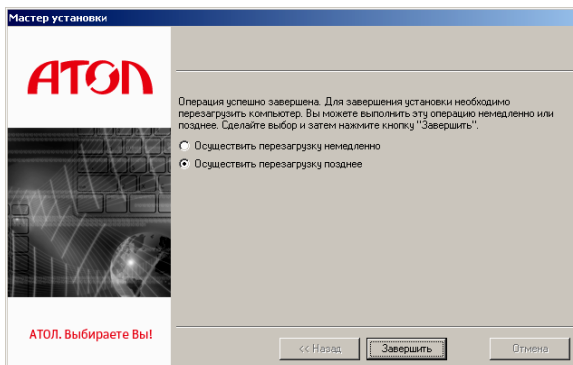 Мастер установки
АТОЛ
Операция успешно завершена. Для завершения установки необходимо
перезагрузить компьютер. Вы можете выполнить эту операцию немедленно или
позднее. Сделайте выбор и затем нажмите кнопку "Завершить".
Осуществить перезагрузку немедленно
Осуществить перезагрузку позднее
АТОЛ. Выбираете Вы!
<< Назад
Завершить
Отмена